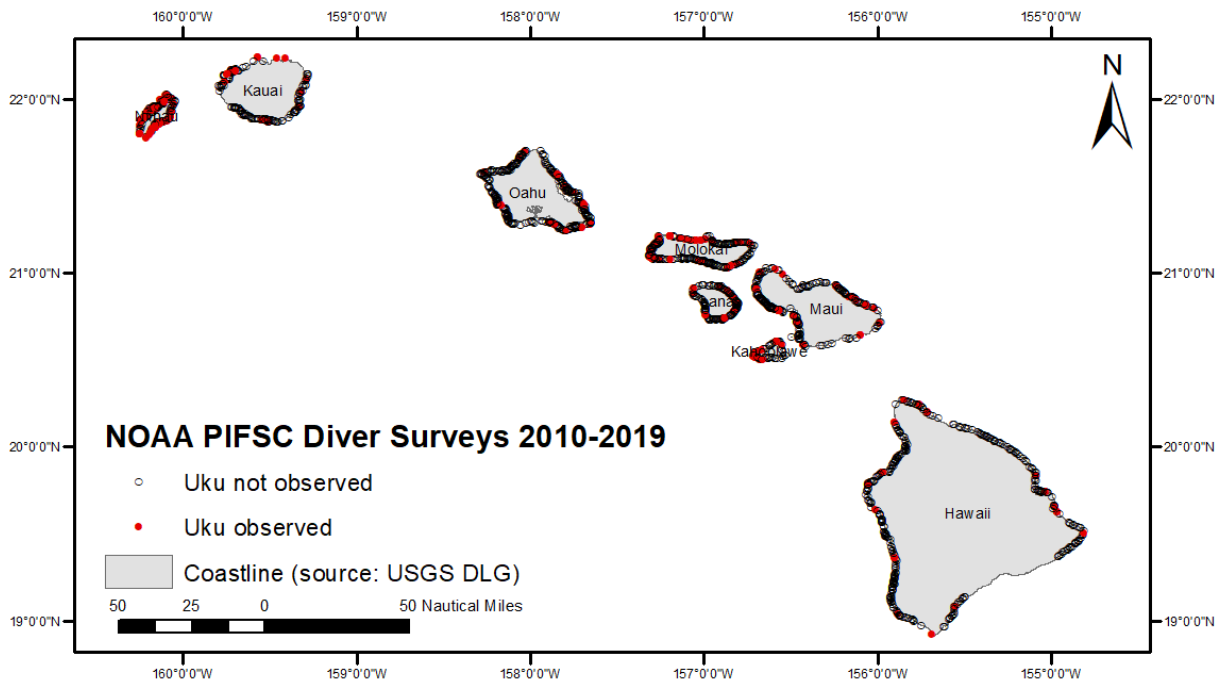 160°0'0"W 159°0'0"W 158°0'0"W 157°0'0"W 156°0'0"W 155°0'0"W
N
22°0'0"N
22°0'0"N
Kauai
Niihau
Oahu
21°0'0"N
21°0'0"N
Molokai
Lanai
Maui
Kahoolawe
20°0'0"N
20°0'0"N
Hawaii
19°0'0"N
19°0'0"N
NOAA PIFSC Diver Surveys 2010-2019
Uku not observed
Uku observed
Coastline (source: USGS DLG)
50 25 0 50 Nautical Miles
160°0'0"W 159°0'0"W 158°0'0"W 157°0'0"W 156°0'0"W 155°0'0"W